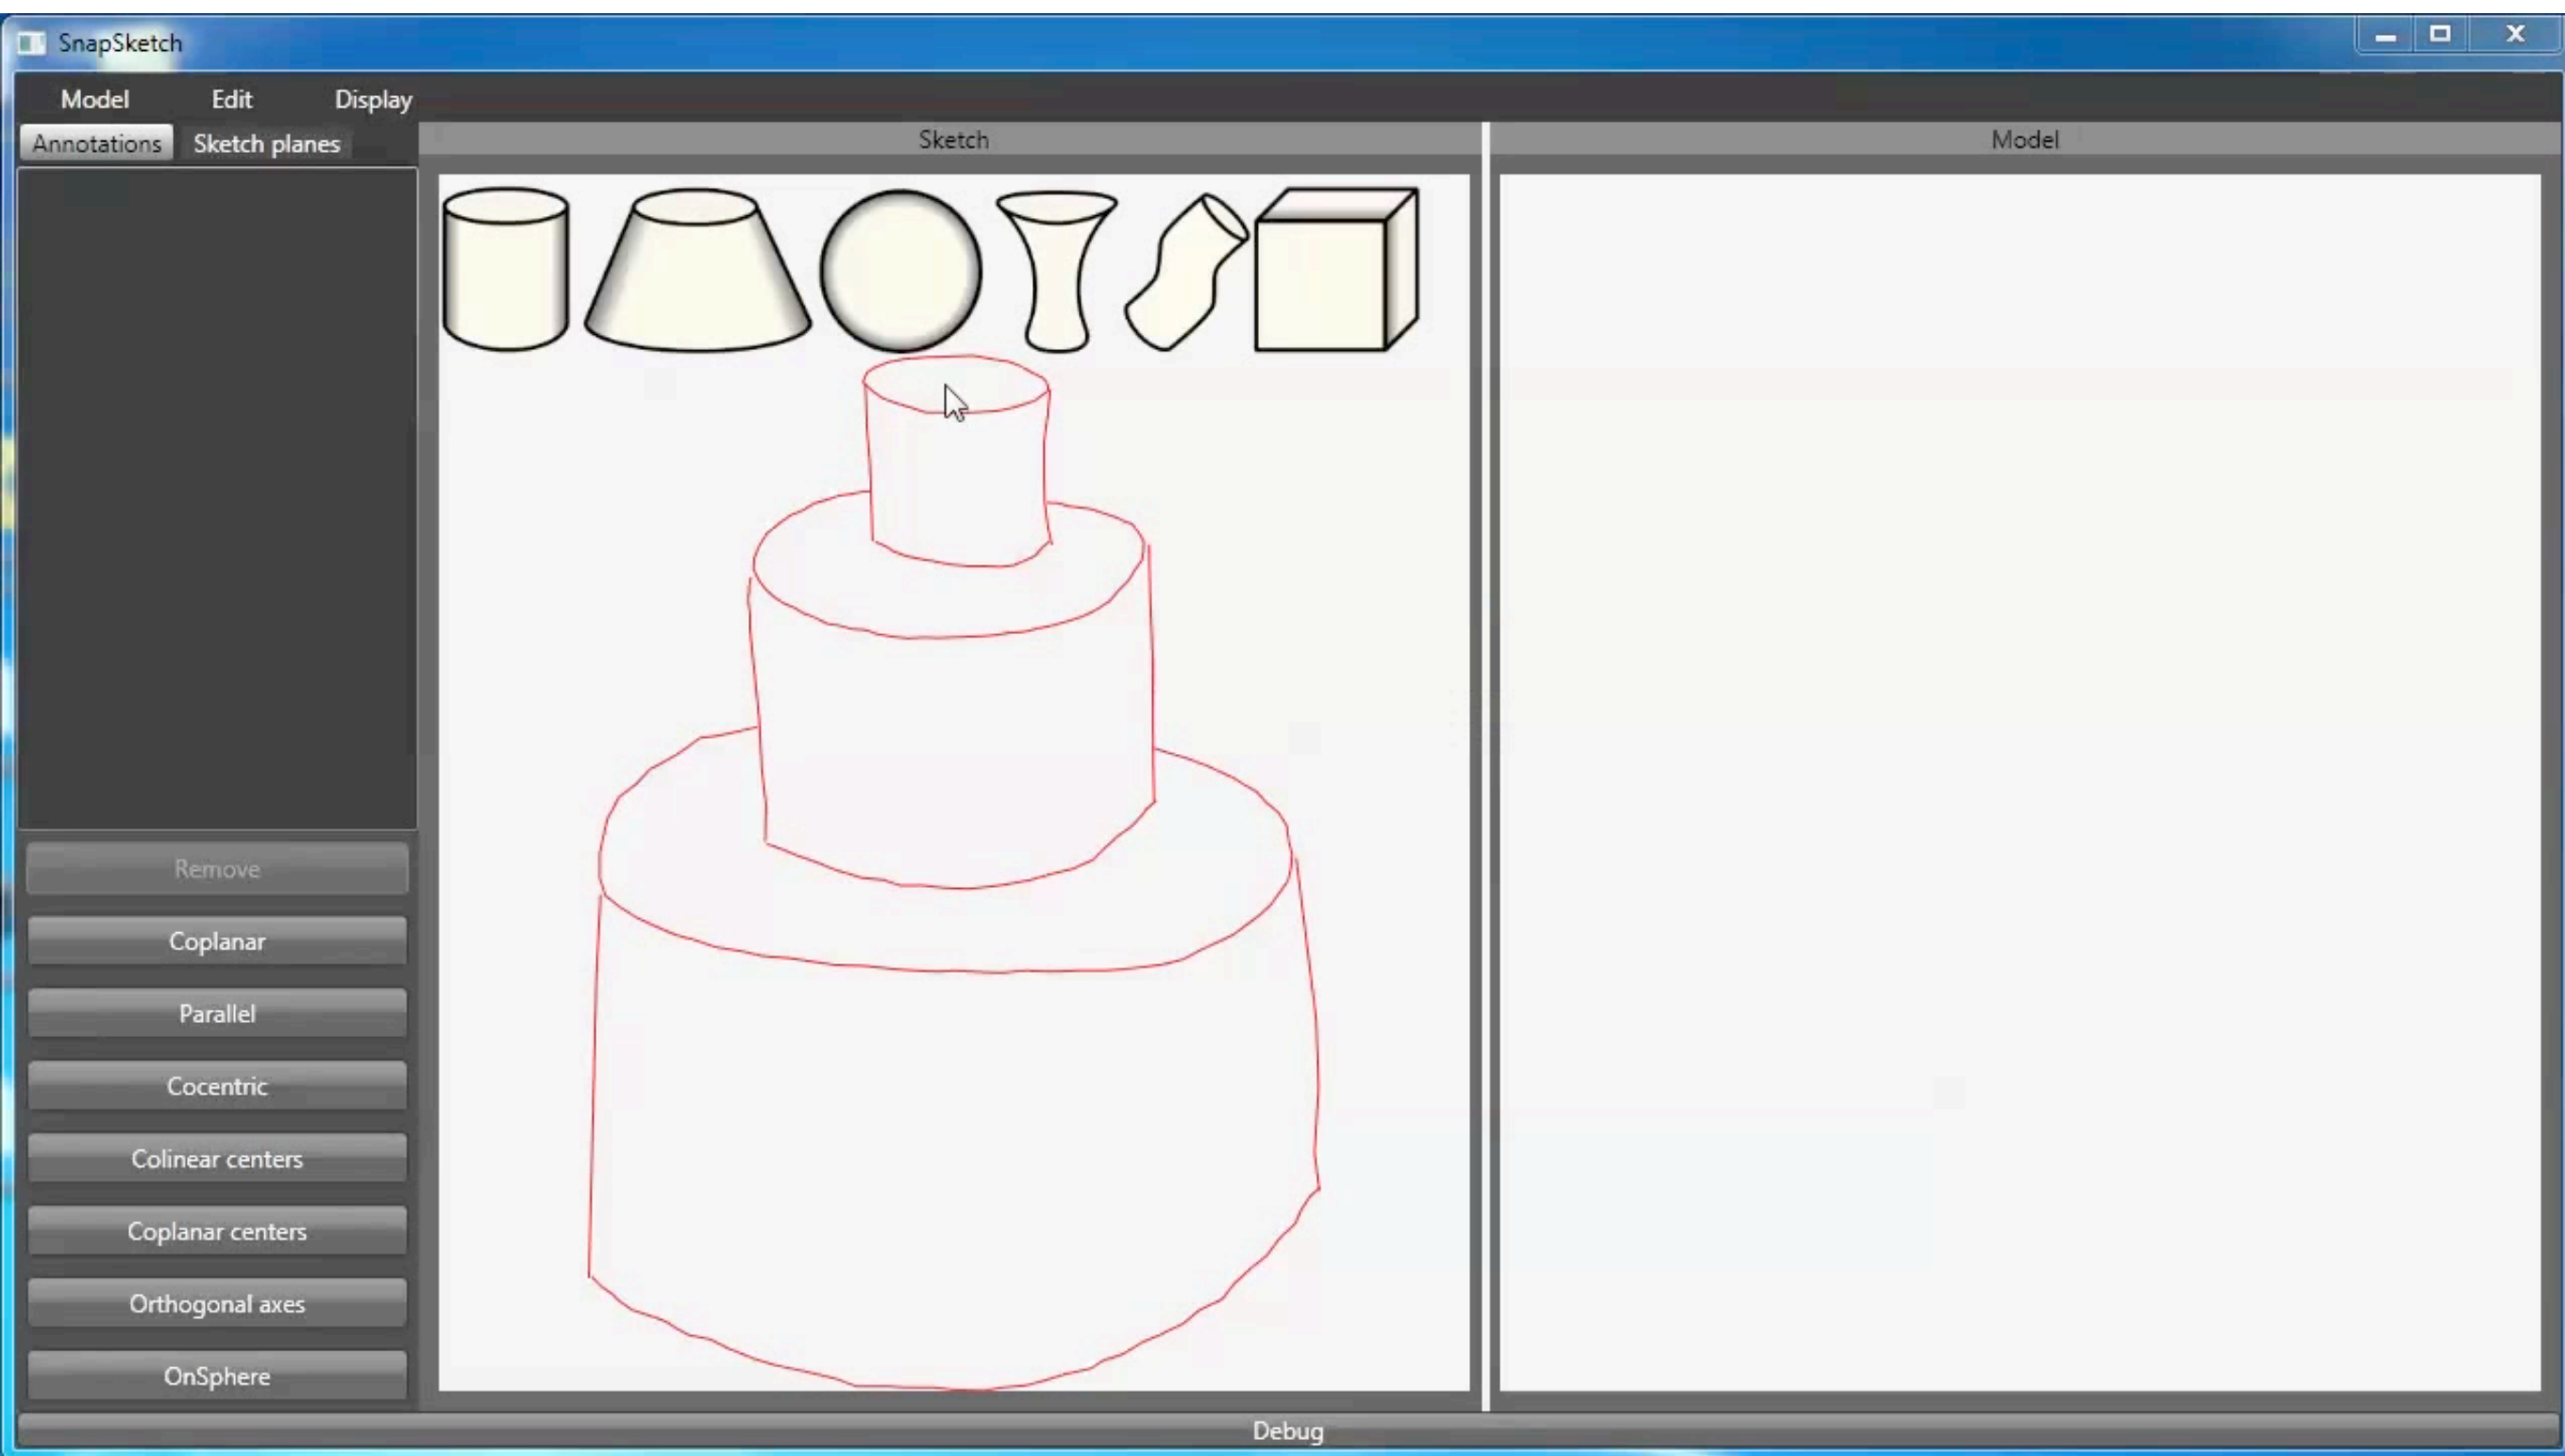 SnapSketch
Model Edit Display
Annotations Sketch planes
Sketch
Model
Remove
Coplanar
Parallel
Cocentric
Colinear centers
Coplanar centers
Orthogonal axes
OnSphere
Debug